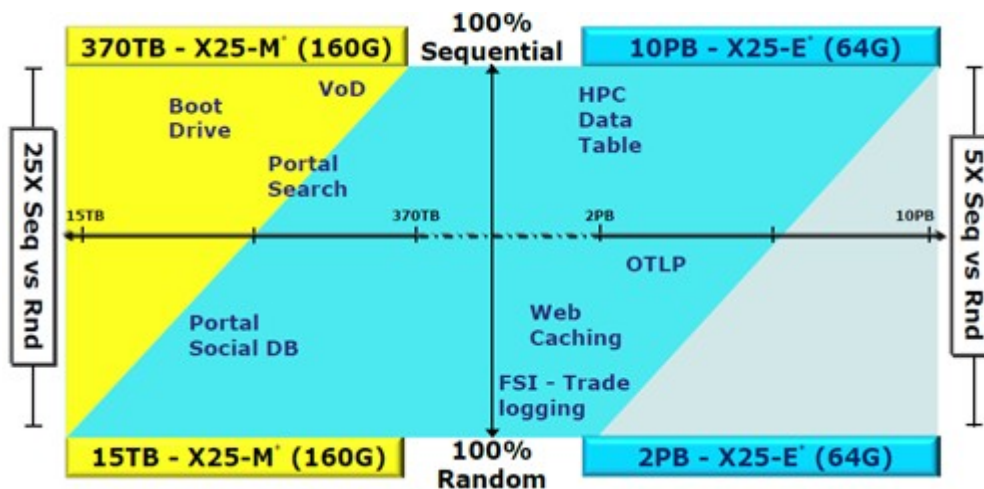 370TB - X25-M* (160G)
100%
Sequential
10PB - X25-E* (64G)
VoD
Boot
Drive
HPC
Data
Table
Portal
Search
25X Seq vs Rnd
5X Seq vs Rnd
15TB
370TB
2PB
10PB
OTLP
Portal
Social DB
Web
Caching
FSI - Trade
logging
15TB - X25-M* (160G)
100%
Random
2PB - X25-E* (64G)